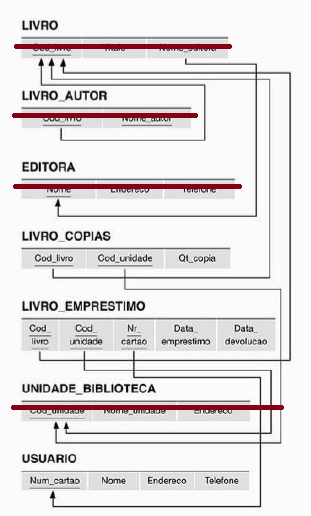 LIVRO
Cod_livro Nome_editora
LIVRO_AUTOR
Cod_livro Nome_autor
EDITORA
Nome Endereco Telefone
LIVRO_COPIAS
Cod_livro Cod_unidade Qt_copia
LIVRO_EMPRESTIMO
Cod_ Cod_ Nr_ Data_ Data_
livro unidade cartao emprestimo devolucao
UNIDADE_BIBLIOTECA
Cod_unidade Nome_unidade Endereco
USUARIO
Num_cartao Nome Endereco Telefone